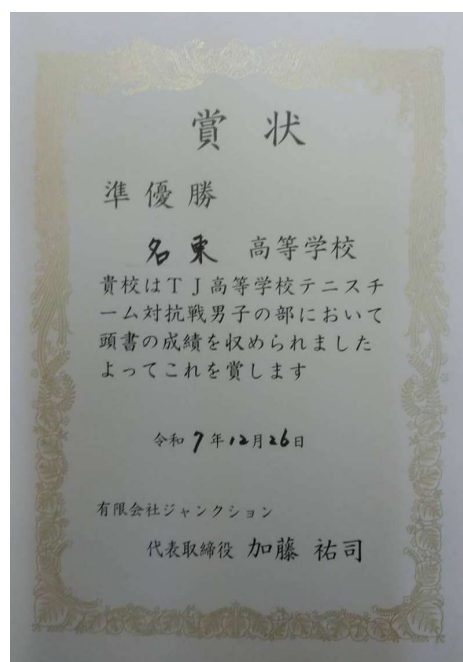 賞状
準優勝
名東 高等学校
貴校はTJ高等学校テニスチ
ーム対抗戦男子の部において
頭書の成績を収められました
よってこれを賞します
令和7年12月26日
有限会社ジャンクション
代表取締役 加藤 祐司